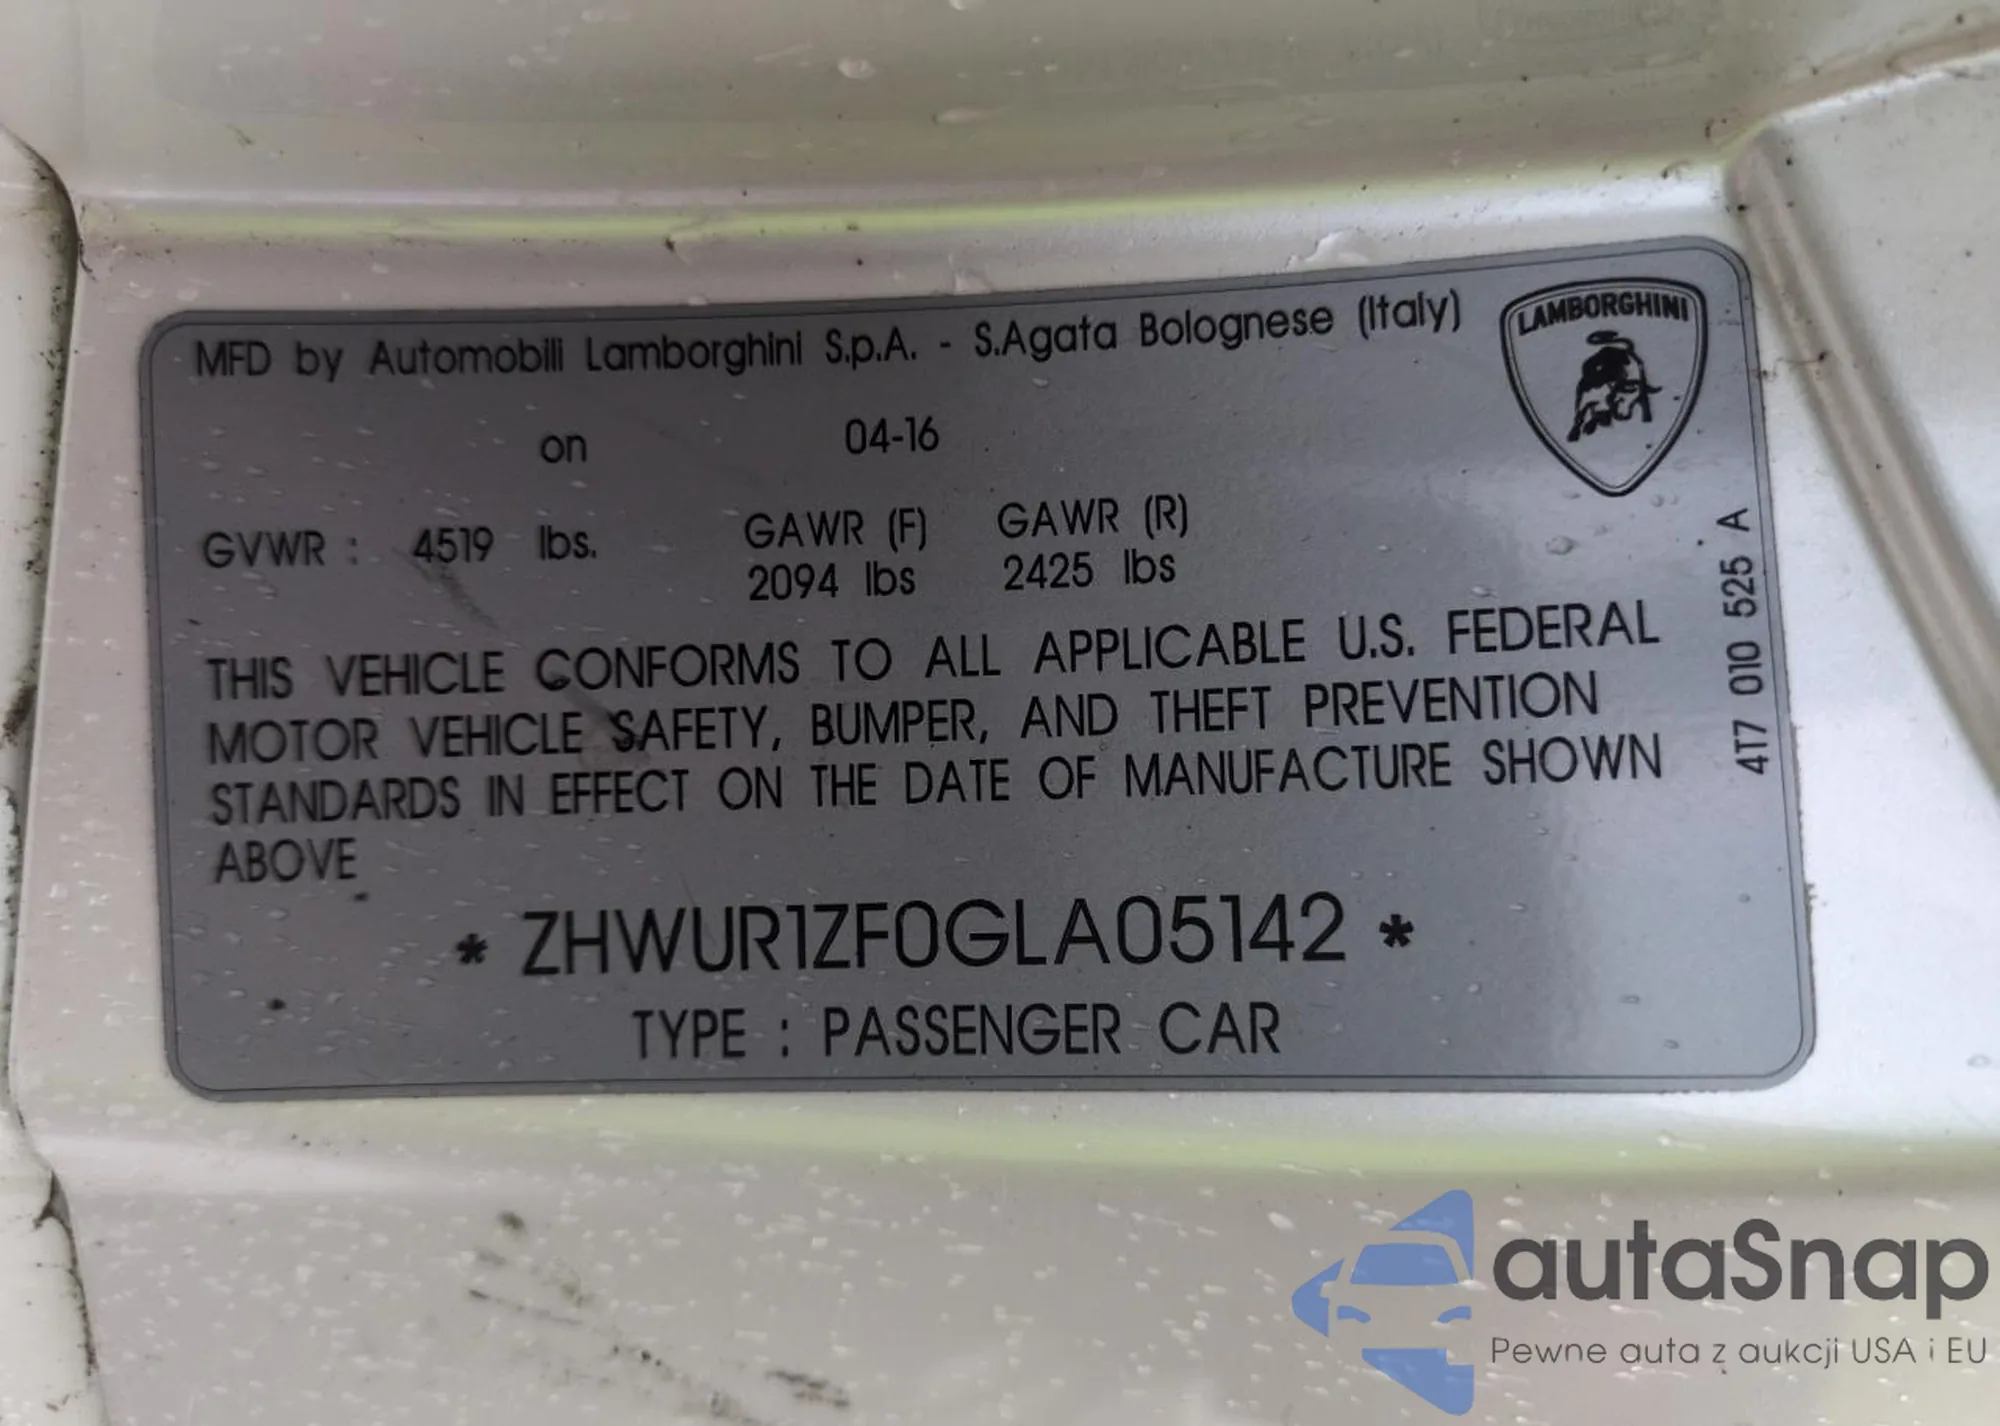 MFD by Automobili Lamborghini S.p.A. - S.Agata Bolognese (Italy)
LAMBORGHINI
on 04-16
GVWR : 4519 lbs. GAWR (F) GAWR (R)
2094 lbs 2425 lbs
THIS VEHICLE CONFORMS TO ALL APPLICABLE U.S. FEDERAL
MOTOR VEHICLE SAFETY, BUMPER, AND THEFT PREVENTION
STANDARDS IN EFFECT ON THE DATE OF MANUFACTURE SHOWN
ABOVE
* ZHWUR1ZF0GLA05142 *
TYPE : PASSENGER CAR
4T7 010 525 A
autaSnap
Pewne auta z aukcji USA i EU